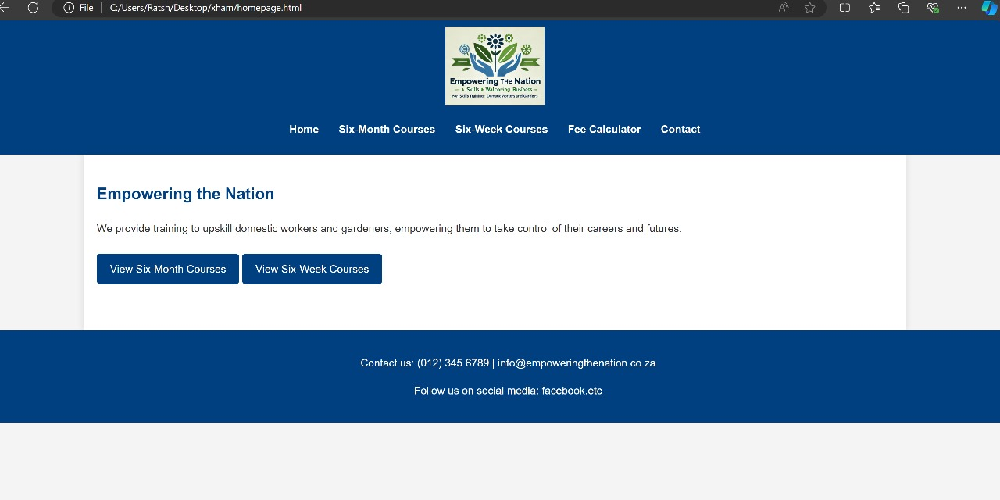 File
C:/Users/Ratsh/Desktop/xham/homepage.html
Empowering The Nation
A Skills & Walcoming Business
For Skills Training - Domatic Workers and Garders
Home Six-Month Courses Six-Week Courses Fee Calculator Contact
Empowering the Nation
We provide training to upskill domestic workers and gardeners, empowering them to take control of their careers and futures.
View Six-Month Courses View Six-Week Courses
Contact us: (012) 345 6789 | info@empoweringthenation.co.za
Follow us on social media: facebook.etc